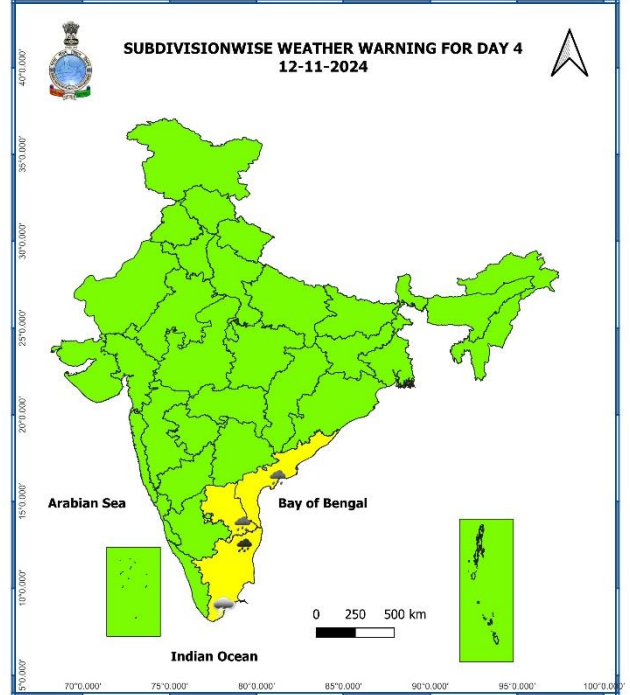 SUBDIVISIONWISE WEATHER WARNING FOR DAY 4
12-11-2024
40°0.000'
35°0.000'
30°0.000'
25°0.000'
20°0.000'
15°0.000'
10°0.000'
5°0.000'
Arabian Sea
Bay of Bengal
0 250 500 km
Indian Ocean
70°0.000' 75°0.000' 80°0.000' 85°0.000' 90°0.000' 95°0.000' 100°0.000'